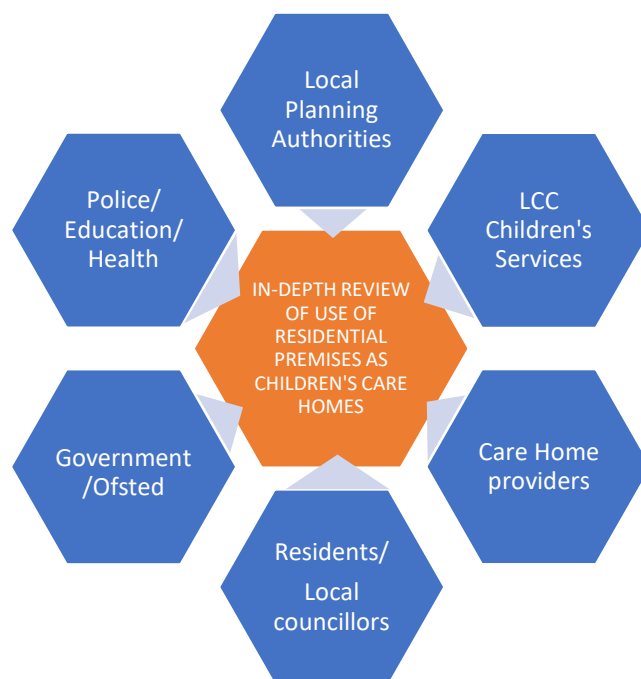 Local
Planning
Authorities
Police/
Education/
Health
LCC
Children's
Services
IN-DEPTH REVIEW
OF USE OF
RESIDENTIAL
PREMISES AS
CHILDREN'S CARE
HOMES
Government
/Ofsted
Care Home
providers
Residents/
Local
councillors